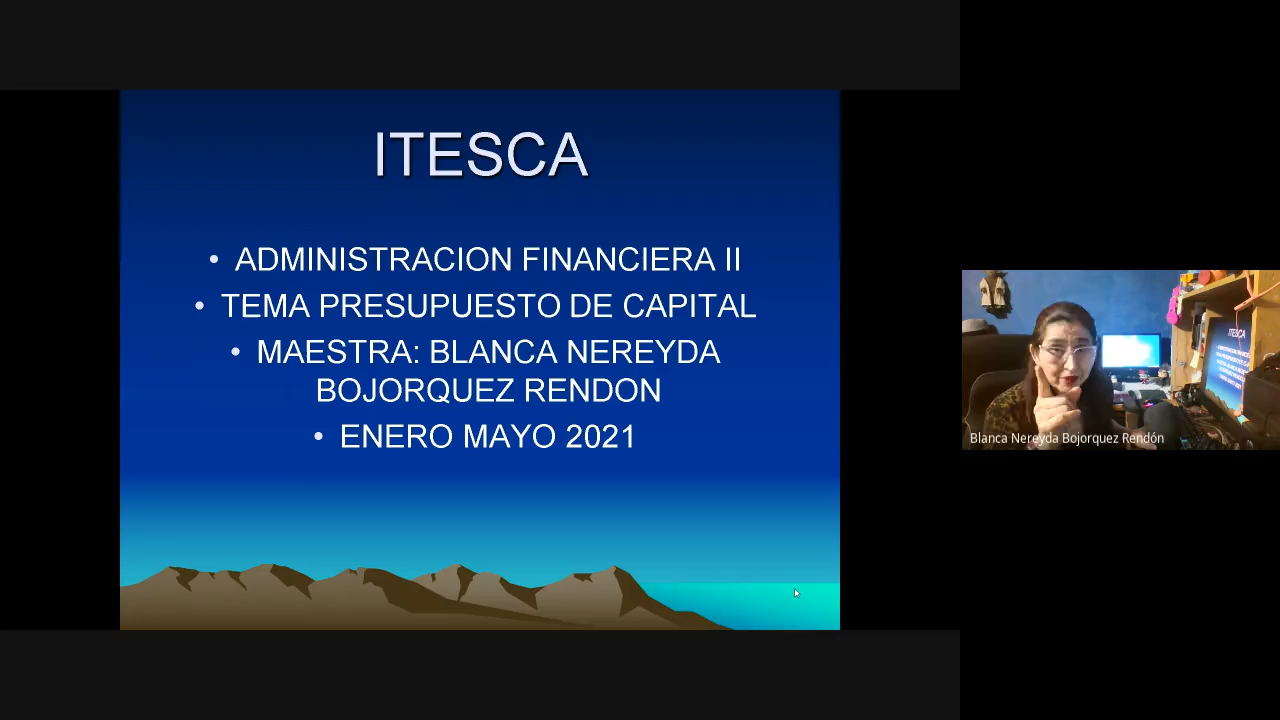 ITESCA
• ADMINISTRACION FINANCIERA II
• TEMA PRESUPUESTO DE CAPITAL
• MAESTRA: BLANCA NEREYDA
BOJORQUEZ RENDON
• ENERO MAYO 2021
Blanca Nereyda Bojorquez Rendón
ITESCA